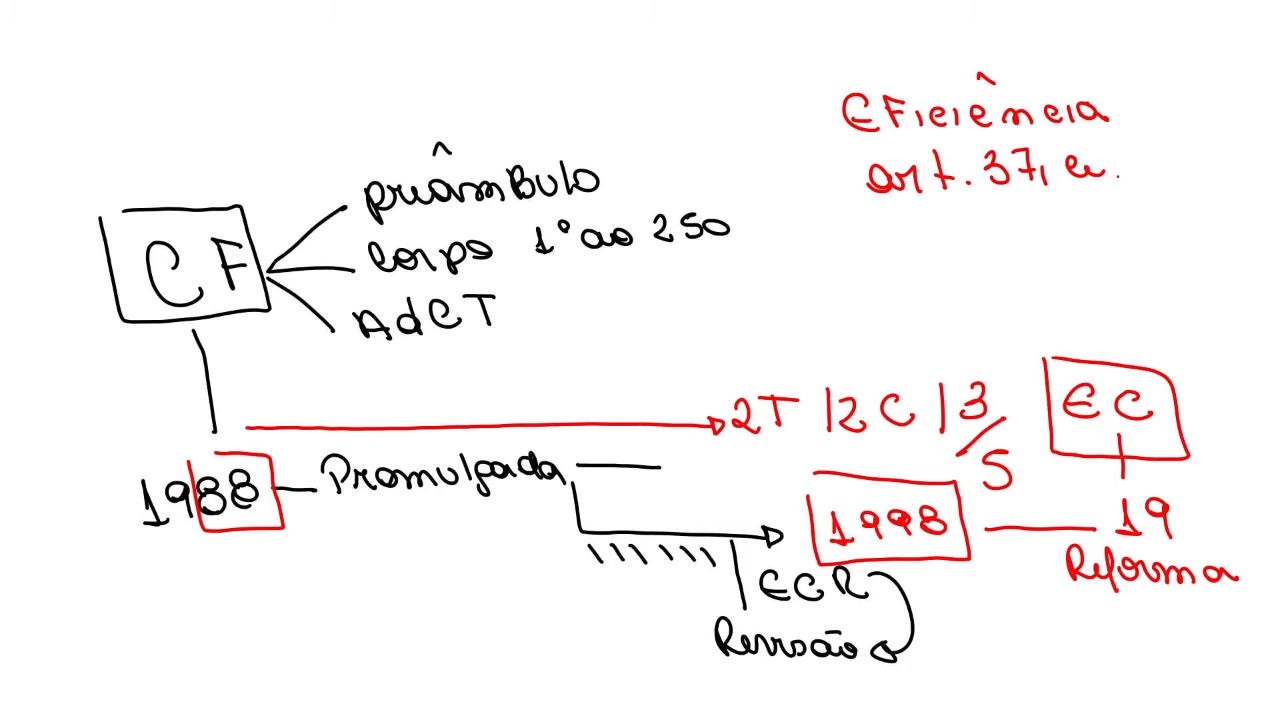 Eficiência
art. 37, c.
preâmbulo
corpo 1º ao 250
ADCT
CF
2T / 2C / 3/5
EC
1988 — Promulgada —
1998 — 19
Reforma
ECR
Revisão